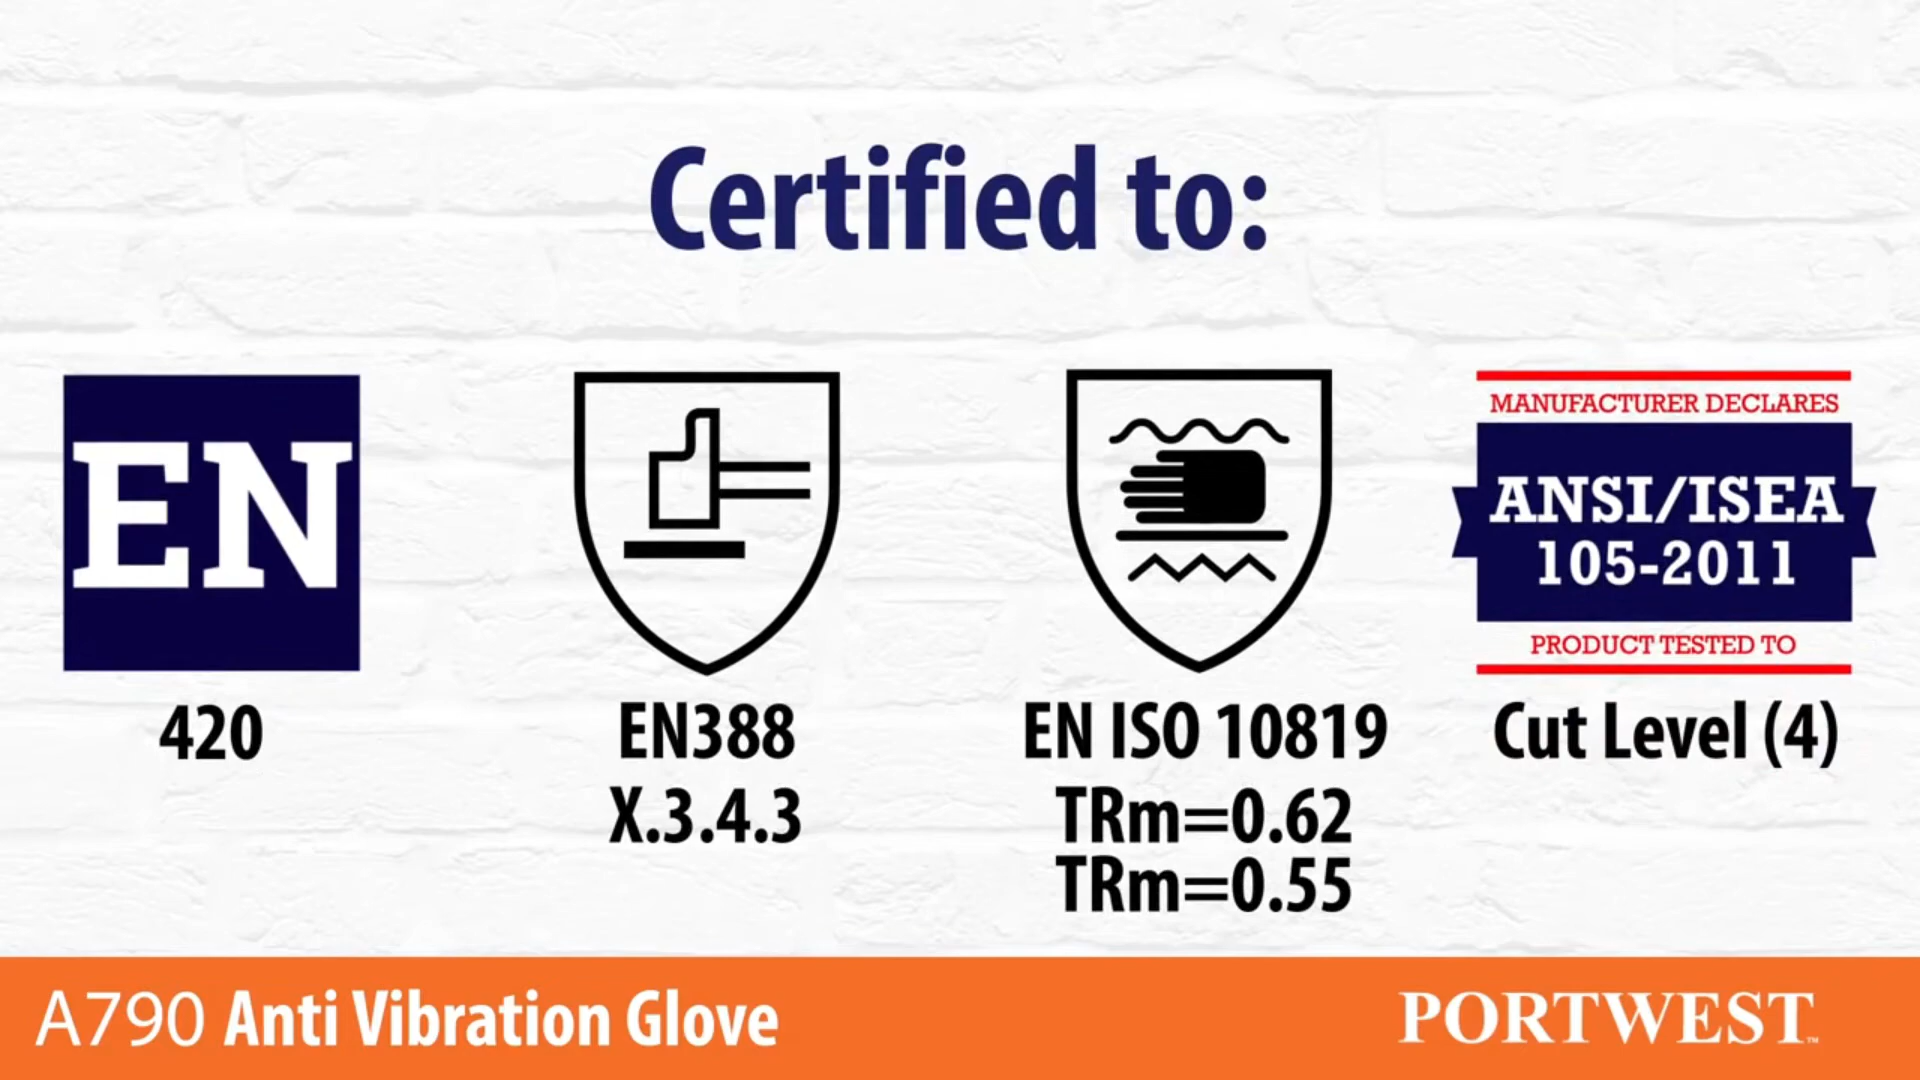 Certified to:
EN
420
EN388
X.3.4.3
EN ISO 10819
TRm=0.62
TRm=0.55
MANUFACTURER DECLARES
ANSI/ISEA
105-2011
PRODUCT TESTED TO
Cut Level (4)
A790 Anti Vibration Glove
PORTWEST™